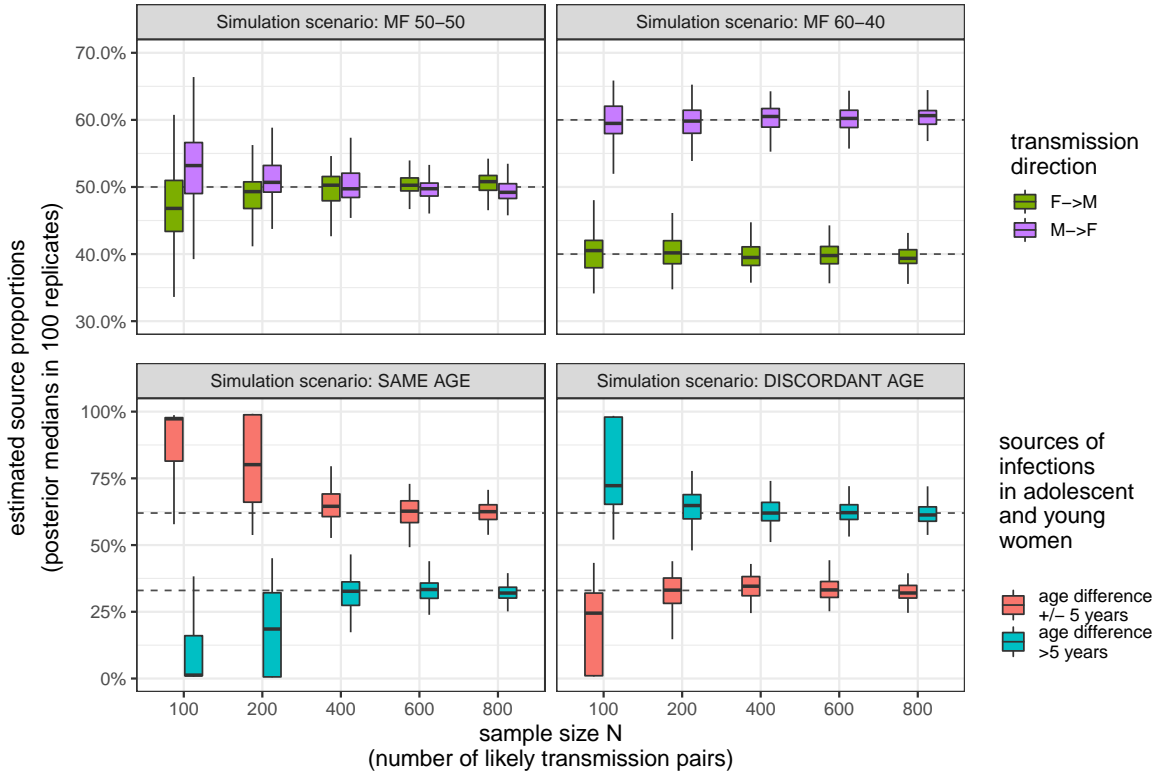 Simulation scenario: MF 50−50
Simulation scenario: MF 60−40
70.0%
60.0%
50.0%
40.0%
30.0%
transmission
direction
F−>M
M−>F
estimated source proportions
(posterior medians in 100 replicates)
Simulation scenario: SAME AGE
Simulation scenario: DISCORDANT AGE
100%
75%
50%
25%
0%
sources of
infections
in adolescent
and young
women
age difference
+/− 5 years
age difference
>5 years
100 200 400 600 800
100 200 400 600 800
sample size N
(number of likely transmission pairs)